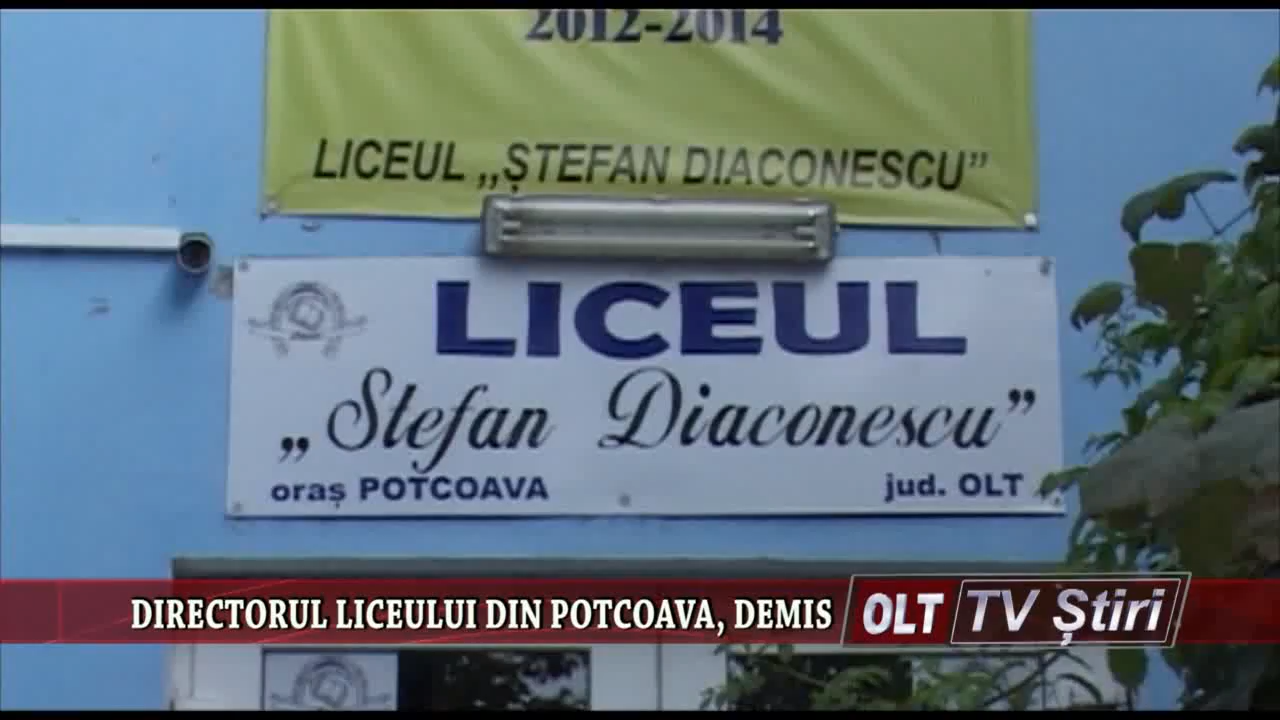 2012-2014
LICEUL „ȘTEFAN DIACONESCU”
LICEUL
„Stefan Diaconescu”
oraș POTCOAVA jud. OLT
DIRECTORUL LICEULUI DIN POTCOAVA, DEMIS
OLT TV Știri